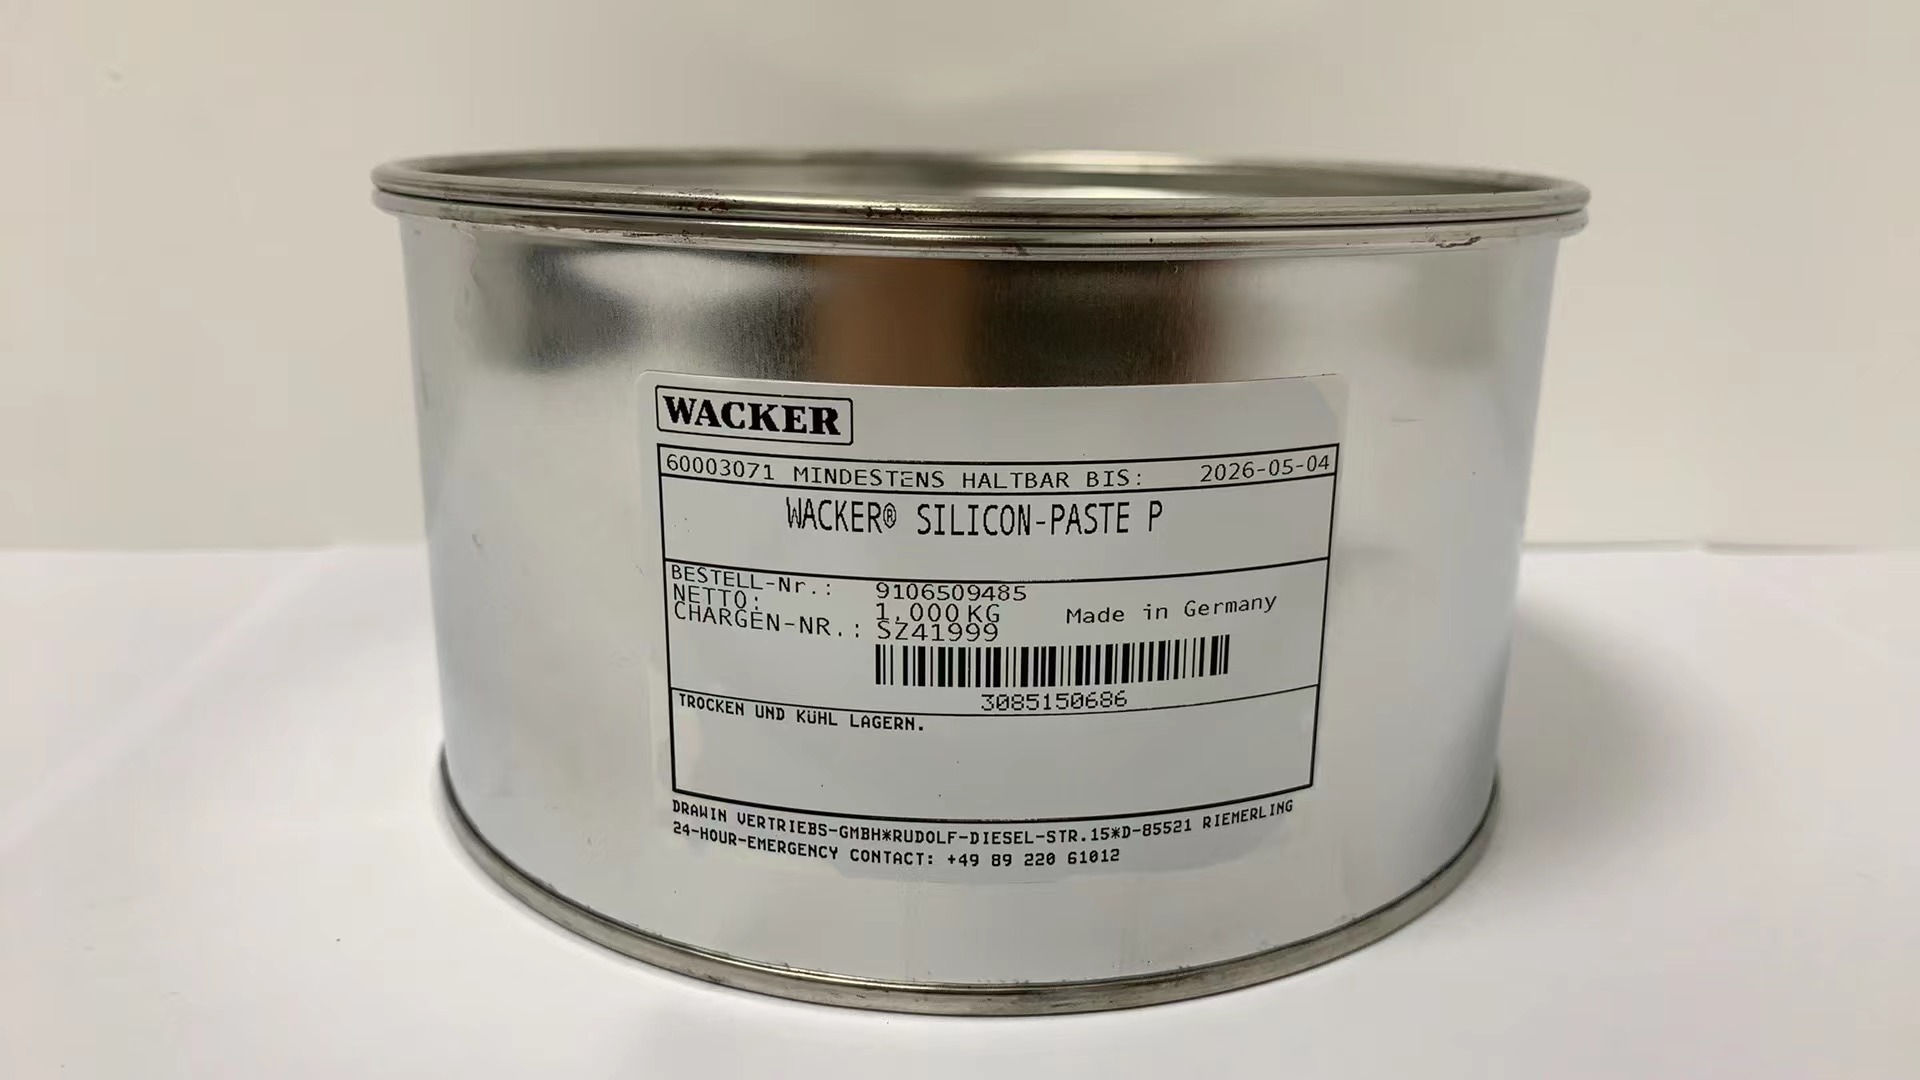 WACKER
60003071 MINDESTENS HALTBAR BIS: 2026-05-04
WACKER® SILICON-PASTE P
BESTELL-Nr.: 9106509485
NETTO: 1,000 KG Made in Germany
CHARGEN-NR.: SZ41999
3085150686
TROCKEN UND KÜHL LAGERN.
DRAWIN VERTRIEBS-GMBH*RUDOLF-DIESEL-STR.15*D-85521 RIEMERLING
24-HOUR-EMERGENCY CONTACT: +49 89 220 61012